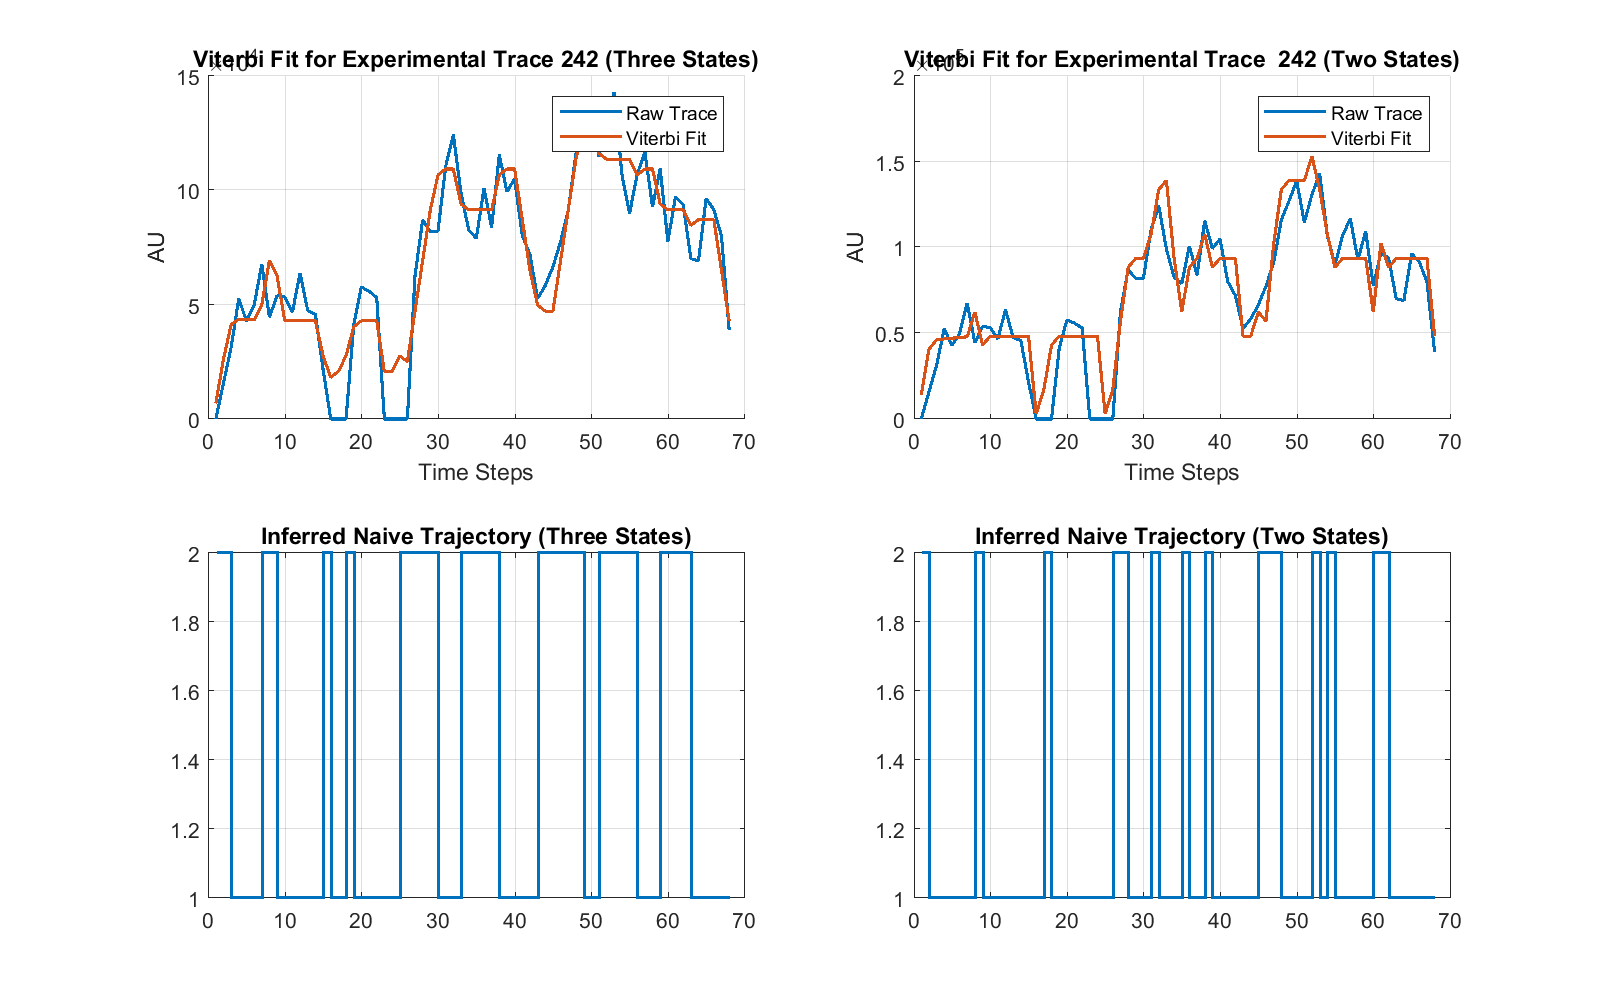 Viterbi Fit for Experimental Trace 242 (Three States)
15
10
5
0
0 10 20 30 40 50 60 70
AU
Time Steps
Raw Trace
Viterbi Fit
Viterbi Fit for Experimental Trace 242 (Two States)
×10^5
2
1.5
1
0.5
0
0 10 20 30 40 50 60 70
AU
Time Steps
Raw Trace
Viterbi Fit
Inferred Naive Trajectory (Three States)
2
1.8
1.6
1.4
1.2
1
0 10 20 30 40 50 60 70
Inferred Naive Trajectory (Two States)
2
1.8
1.6
1.4
1.2
1
0 10 20 30 40 50 60 70